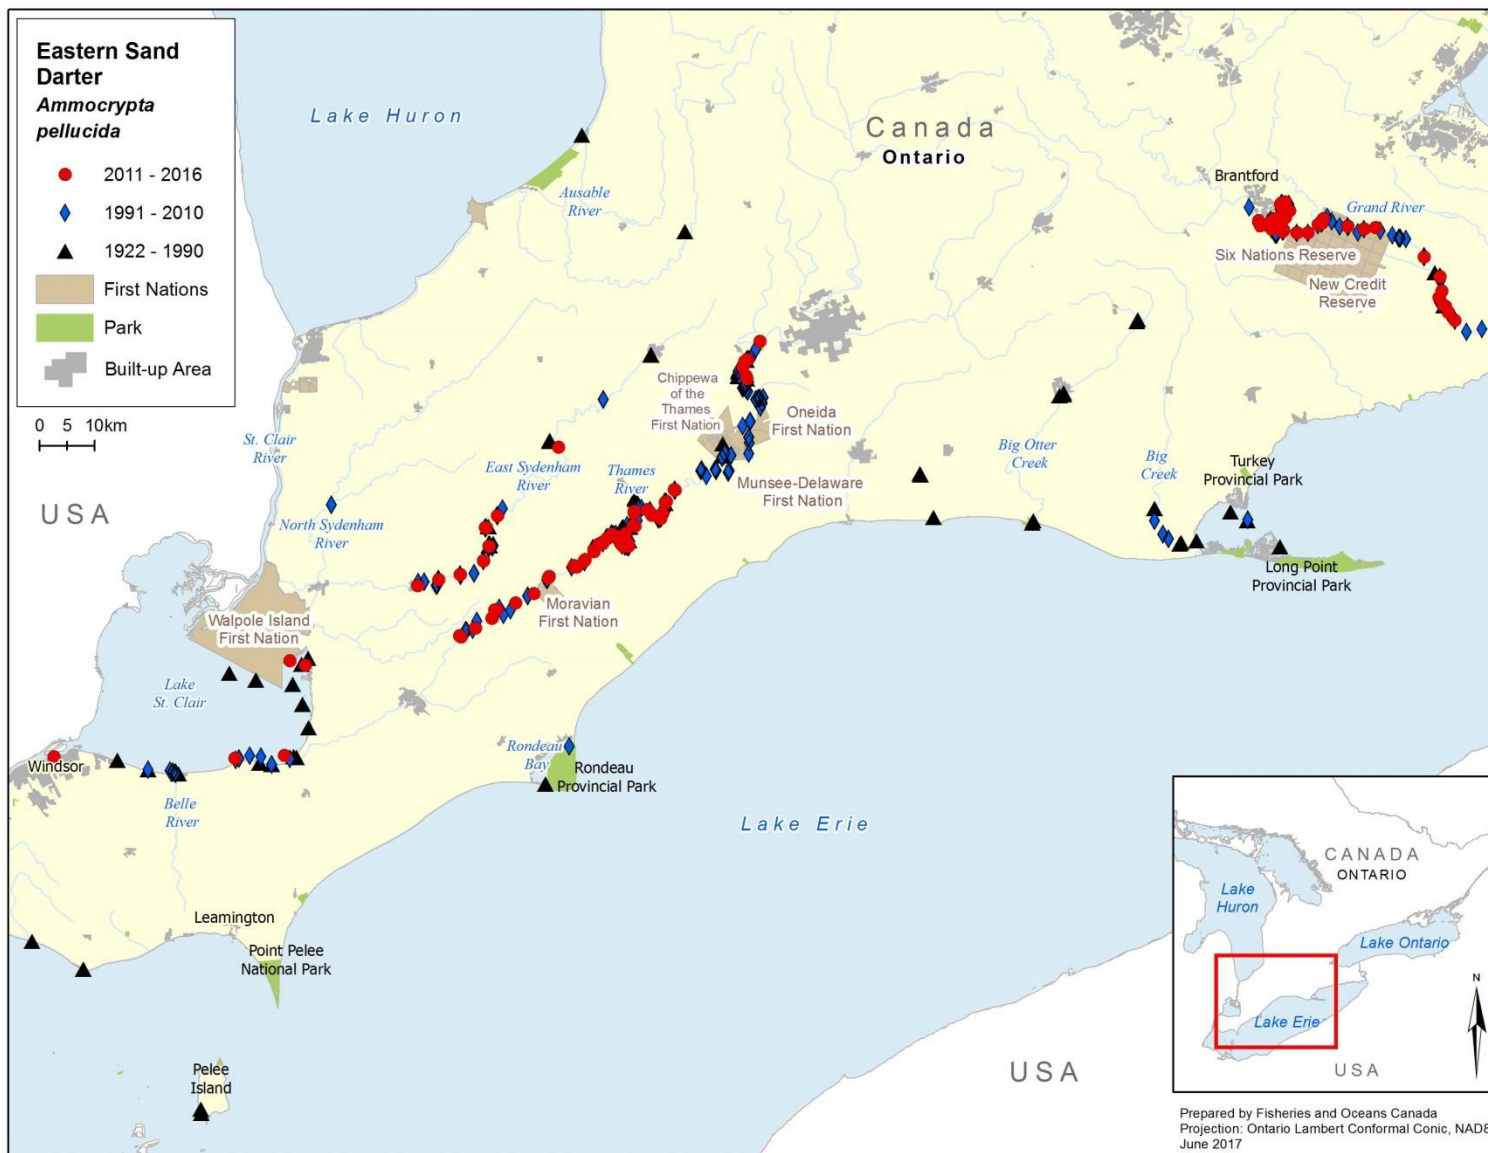 Eastern Sand
Darter
Ammocrypta
pellucida
2011 - 2016
1991 - 2010
1922 - 1990
First Nations
Park
Built-up Area
0 5 10km
Lake Huron
Canada
Ontario
Ausable
River
Brantford
Grand River
Six Nations Reserve
New Credit
Reserve
Chippewa
of the
Thames
First Nation
Oneida
First Nation
St. Clair
River
East Sydenham
River
Thames
River
Munsee-Delaware
First Nation
Big Otter
Creek
Big
Creek
Turkey
Provincial Park
USA
North Sydenham
River
Long Point
Provincial Park
Moravian
First Nation
Walpole Island
First Nation
Lake
St. Clair
Windsor
Rondeau
Bay
Rondeau
Provincial Park
Belle
River
Lake Erie
Leamington
Point Pelee
National Park
Pelee
Island
USA
CANADA
ONTARIO
Lake
Huron
Lake Ontario
Lake Erie
USA
N
Prepared by Fisheries and Oceans Canada
Projection: Ontario Lambert Conformal Conic, NAD8
June 2017